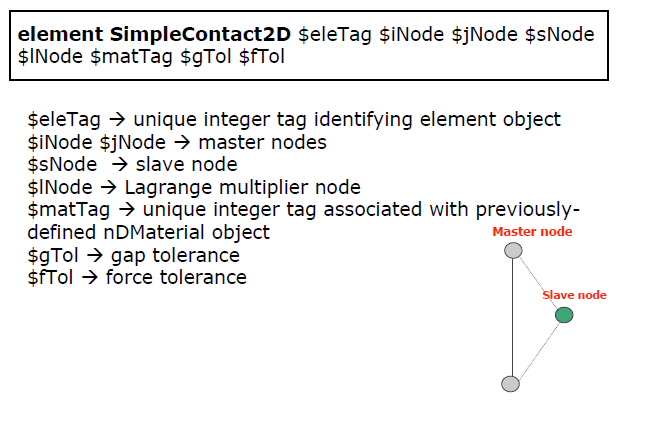 element SimpleContact2D $eleTag $iNode $jNode $sNode
$lNode $matTag $gTol $fTol
$eleTag → unique integer tag identifying element object
$iNode $jNode → master nodes
$sNode → slave node
$lNode → Lagrange multiplier node
$matTag → unique integer tag associated with previously-
defined nDMaterial object
$gTol → gap tolerance
$fTol → force tolerance
Master node
Slave node